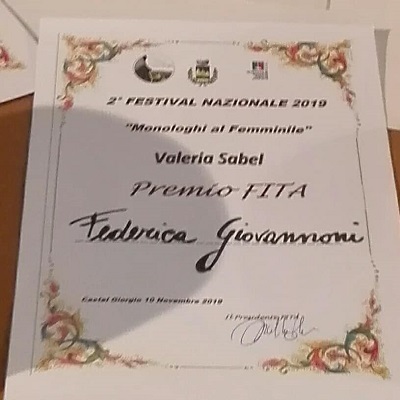 2° FESTIVAL NAZIONALE 2019
"Monologhi al Femminile"
Valeria Sabel
Premio FITA
Federica Giovannoni
Castel Giorgio 10 Novembre 2019
Il Presidente FITA